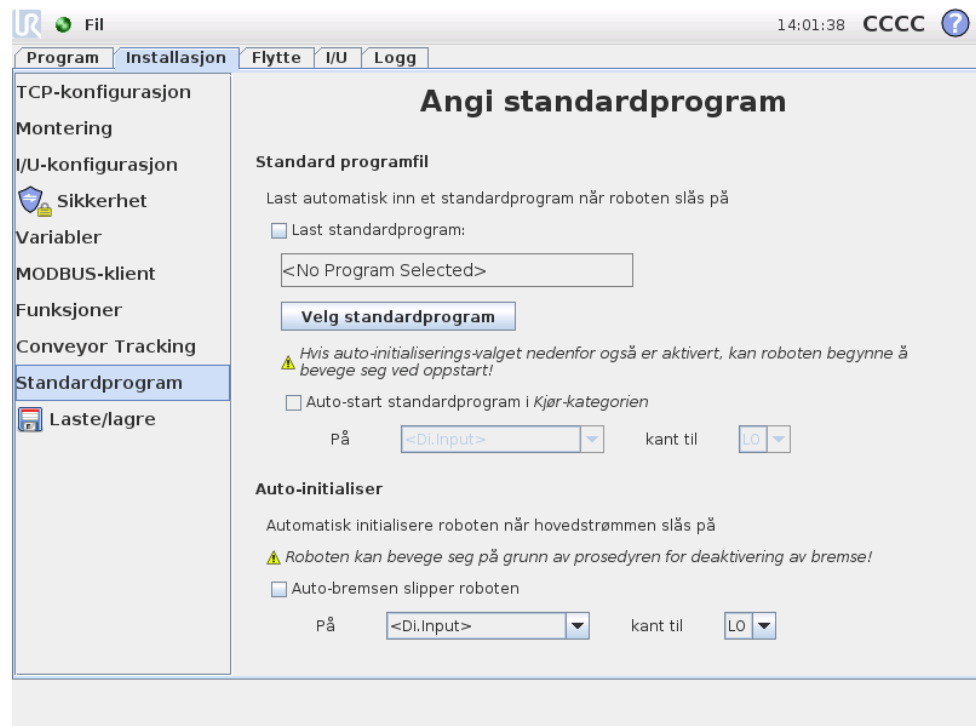 UR Fil 14:01:38 CCCC ?
Program Installasjon Flytte I/U Logg
TCP-konfigurasjon
Montering
I/U-konfigurasjon
Sikkerhet
Variabler
MODBUS-klient
Funksjoner
Conveyor Tracking
Standardprogram
Laste/lagre
Angi standardprogram
Standard programfil
Last automatisk inn et standardprogram når roboten slås på
Last standardprogram:
<No Program Selected>
Velg standardprogram
Hvis auto-initialiserings-valget nedenfor også er aktivert, kan roboten begynne å
bevege seg ved oppstart!
Auto-start standardprogram i Kjør-kategorien
På <Di.Input> kant til LO
Auto-initialiser
Automatisk initialisere roboten når hovedstrømmen slås på
Roboten kan bevege seg på grunn av prosedyren for deaktivering av bremse!
Auto-bremsen slipper roboten
På <Di.Input> kant til LO